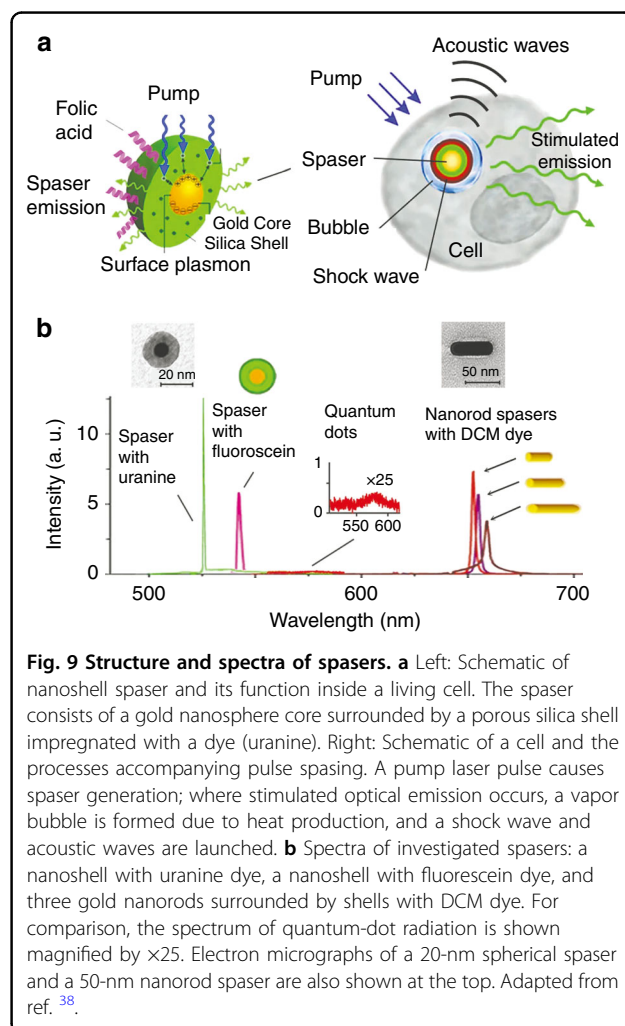 a
Acoustic waves
Pump
Pump
Folic
acid
Stimulated
emission
Spaser
Spaser
emission
Gold Core
Silica Shell
Bubble
Cell
Surface plasmon
Shock wave
b
20 nm
50 nm
Spaser
with
fluoroscein
Quantum
dots
Nanorod spasers
with DCM dye
Spaser
with
uranine
×25
1
0
550 600
10
5
0
Intensity (a. u.)
500 600 700
Wavelength (nm)
Fig. 9 Structure and spectra of spasers. a Left: Schematic of
nanoshell spaser and its function inside a living cell. The spaser
consists of a gold nanosphere core surrounded by a porous silica shell
impregnated with a dye (uranine). Right: Schematic of a cell and the
processes accompanying pulse spasing. A pump laser pulse causes
spaser generation; where stimulated optical emission occurs, a vapor
bubble is formed due to heat production, and a shock wave and
acoustic waves are launched. b Spectra of investigated spasers: a
nanoshell with uranine dye, a nanoshell with fluorescein dye, and
three gold nanorods surrounded by shells with DCM dye. For
comparison, the spectrum of quantum-dot radiation is shown
magnified by ×25. Electron micrographs of a 20-nm spherical spaser
and a 50-nm nanorod spaser are also shown at the top. Adapted from
ref. 38.